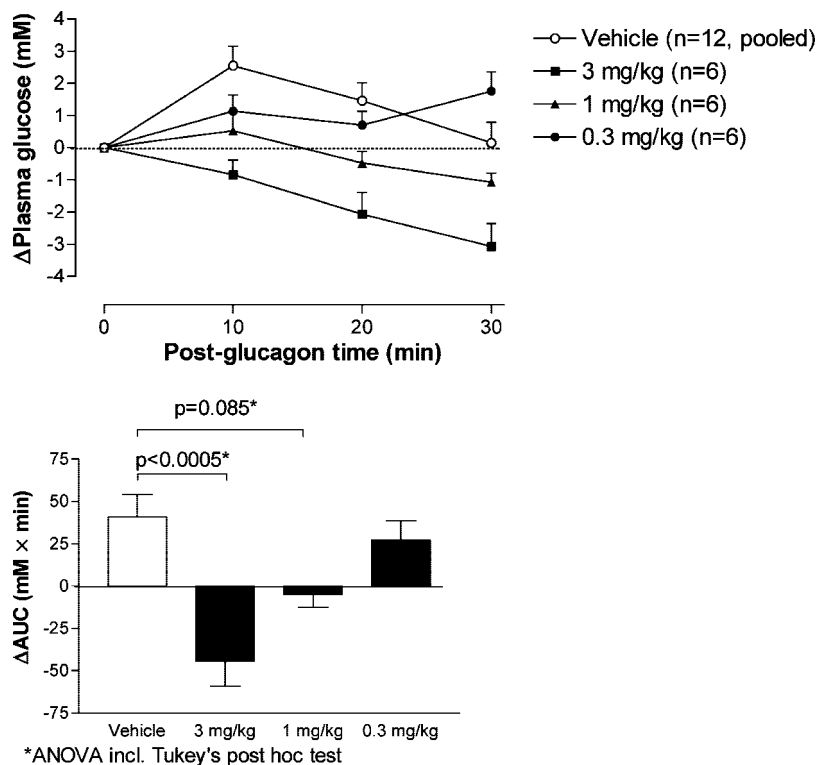 4
3
2
1
0
-1
-2
-3
-4
ΔPlasma glucose (mM)
0 10 20 30
Post-glucagon time (min)
Vehicle (n=12, pooled)
3 mg/kg (n=6)
1 mg/kg (n=6)
0.3 mg/kg (n=6)
p=0.085*
p<0.0005*
75
50
25
0
-25
-50
-75
ΔAUC (mM × min)
Vehicle 3 mg/kg 1 mg/kg 0.3 mg/kg
*ANOVA incl. Tukey's post hoc test